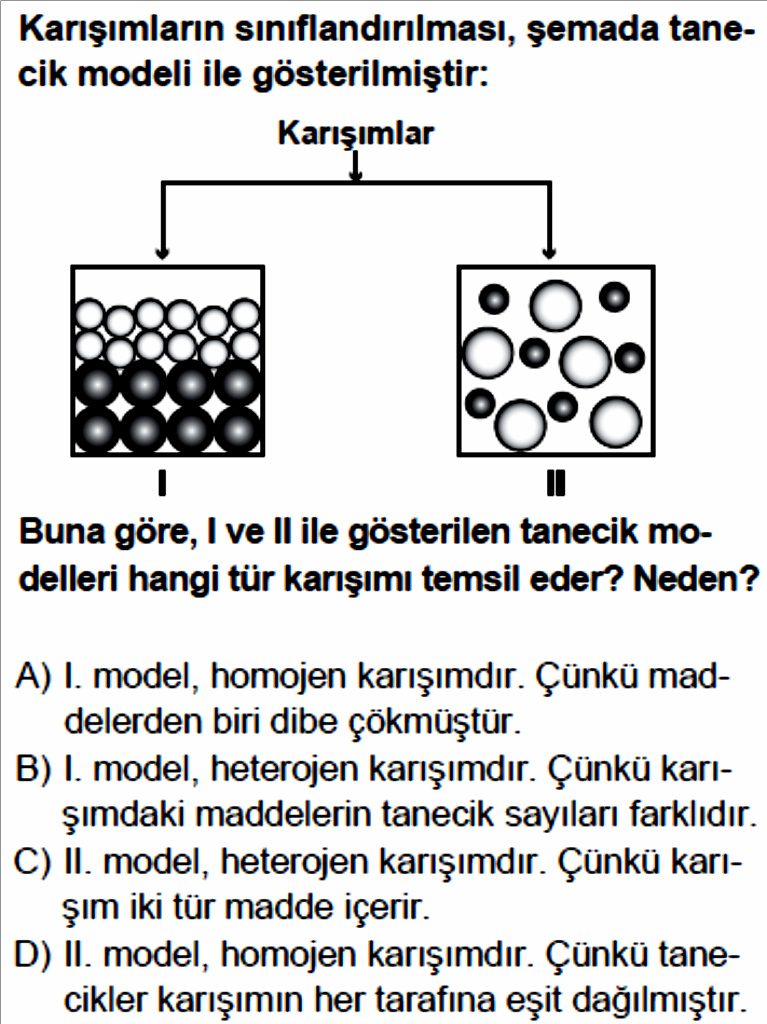 Karışımların sınıflandırılması, şemada tane-
cik modeli ile gösterilmiştir:
Karışımlar
I
II
Buna göre, I ve II ile gösterilen tanecik mo-
delleri hangi tür karışımı temsil eder? Neden?
A) I. model, homojen karışımdır. Çünkü mad-
delerden biri dibe çökmüştür.
B) I. model, heterojen karışımdır. Çünkü karı-
şımdaki maddelerin tanecik sayıları farklıdır.
C) II. model, heterojen karışımdır. Çünkü karı-
şım iki tür madde içerir.
D) II. model, homojen karışımdır. Çünkü tane-
cikler karışımın her tarafına eşit dağılmıştır.